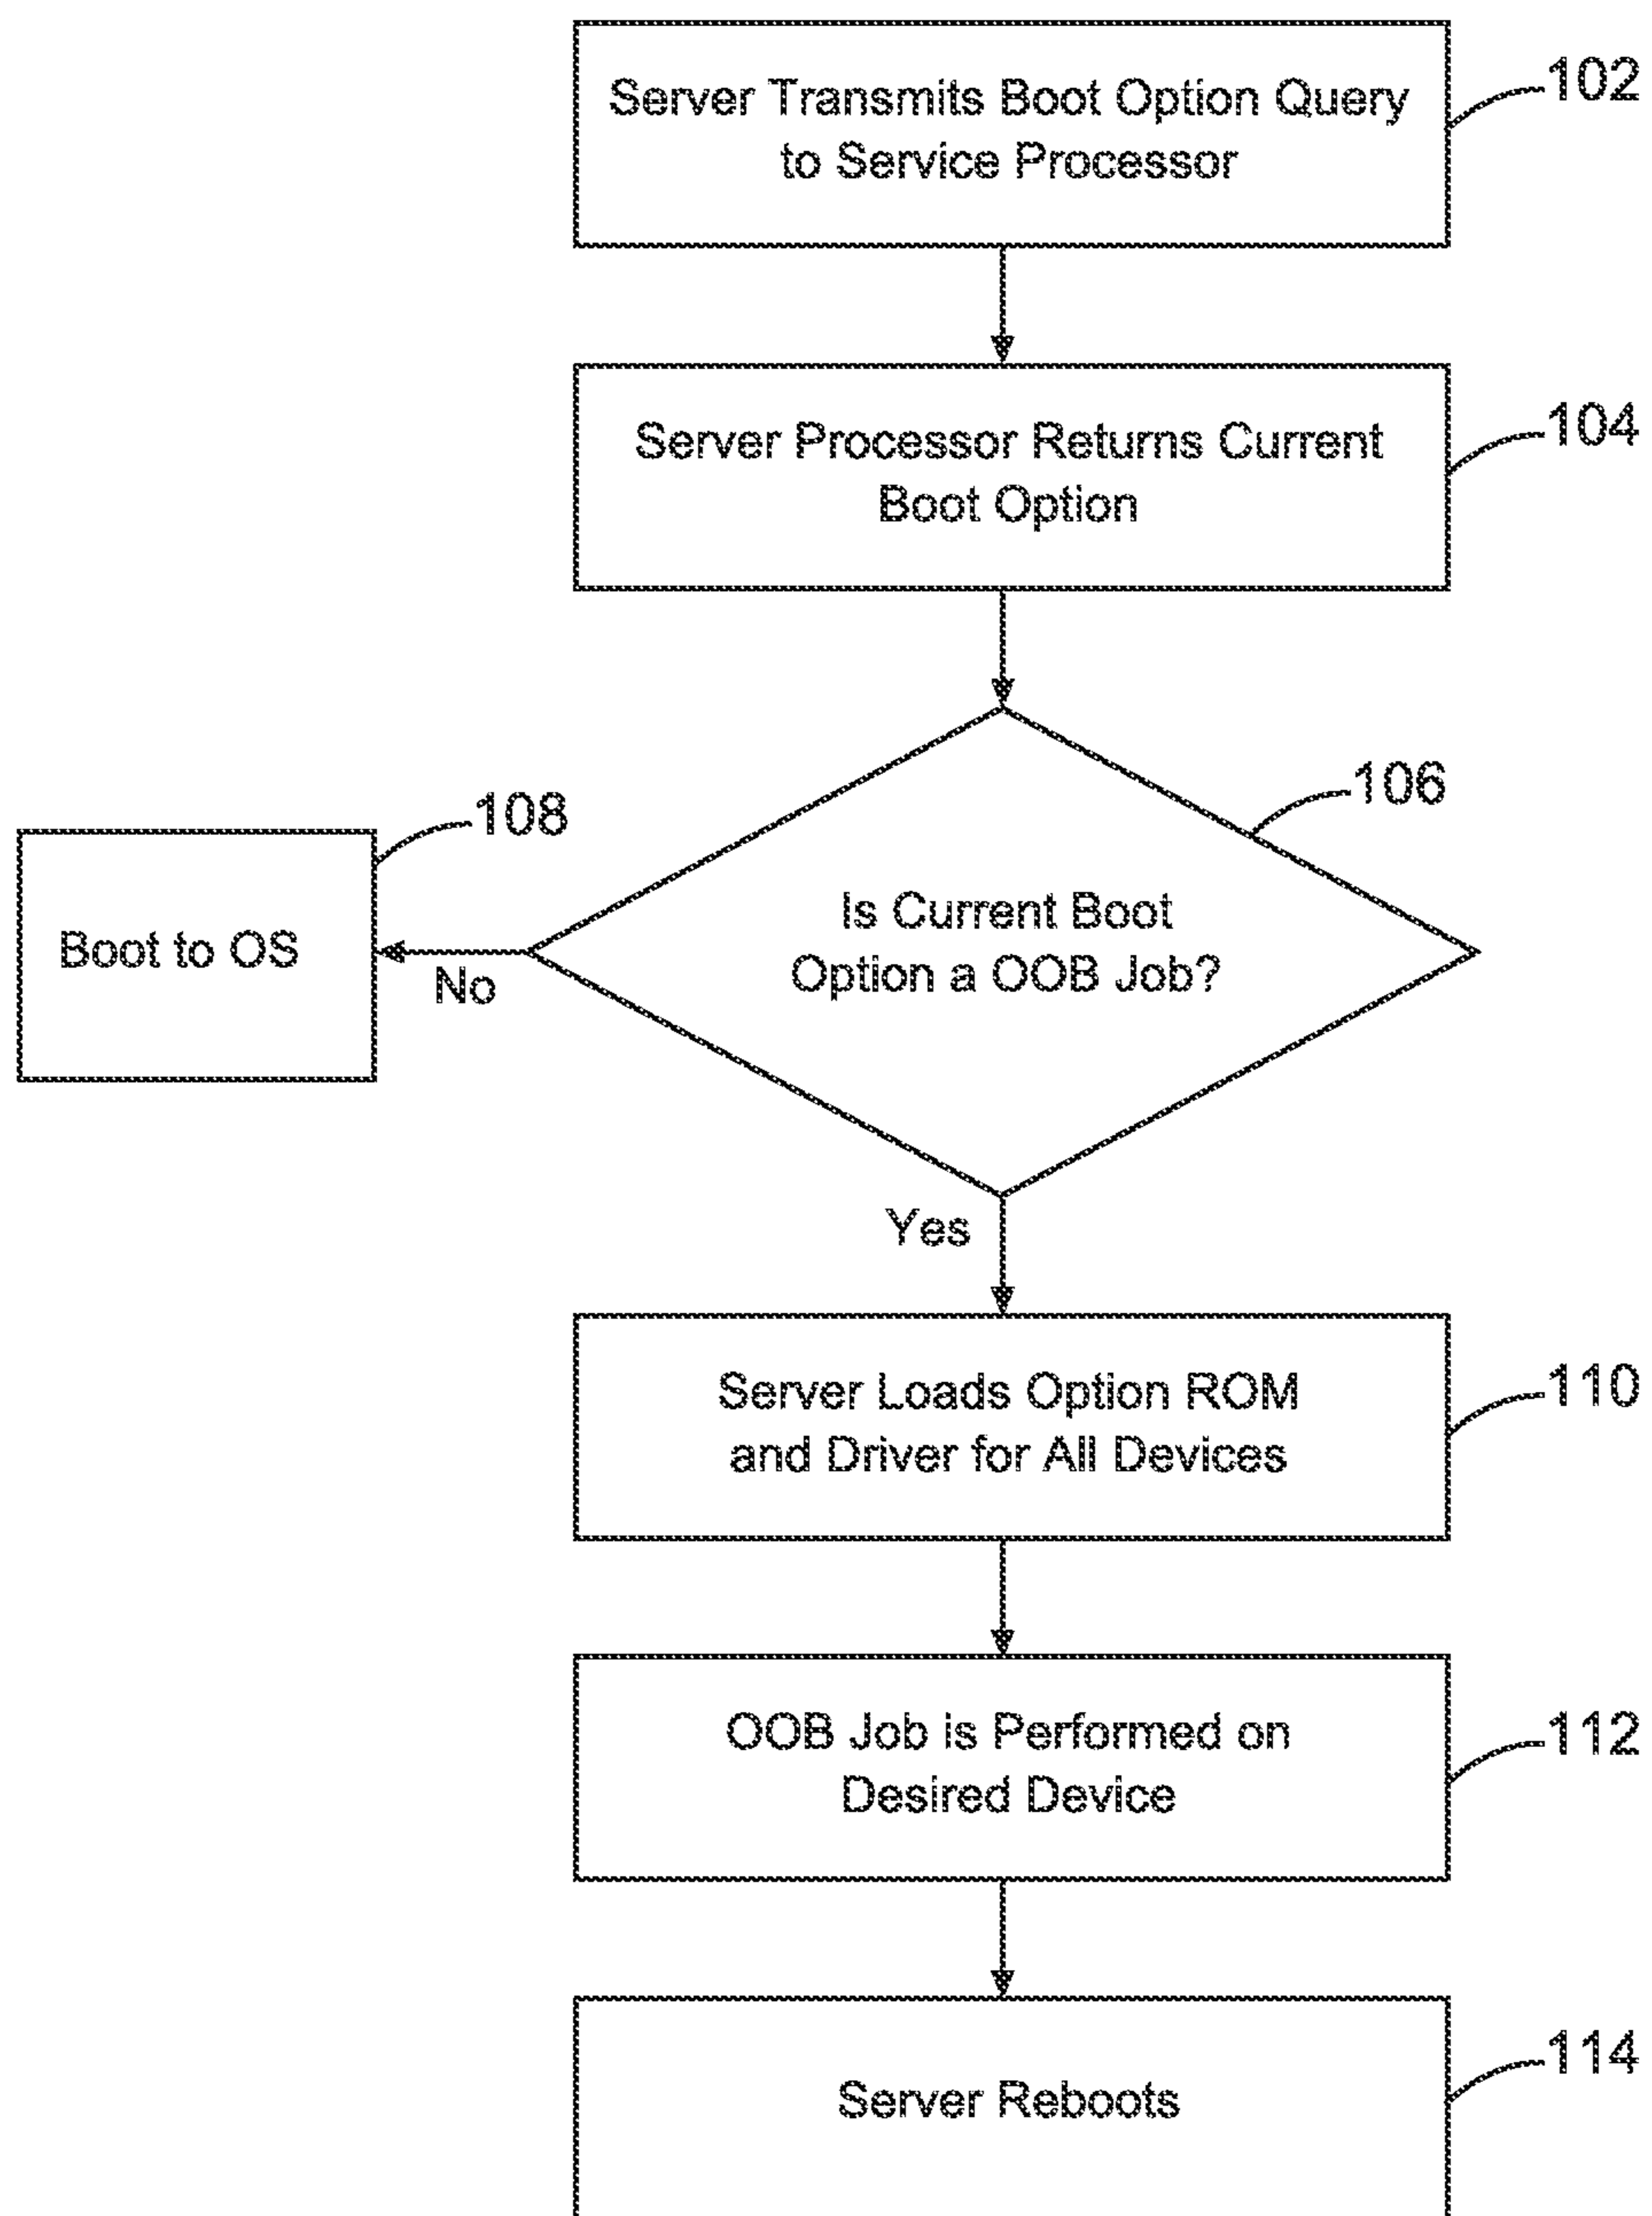 Server Transmits Boot Option Query
to Service Processor
102
Server Processor Returns Current
Boot Option
104
Is Current Boot
Option a OOB Job?
106
108
Boot to OS
No
Yes
Server Loads Option ROM
and Driver for All Devices
110
OOB Job is Performed on
Desired Device
112
Server Reboots
114